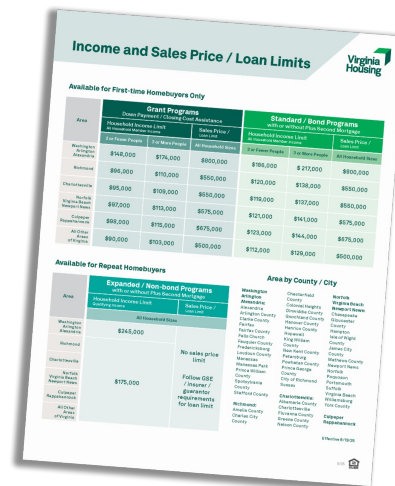 Income and Sales Price / Loan Limits
Virginia
Housing
Available for First-time Homebuyers Only
Area
Grant Programs
Down Payment / Closing Cost Assistance
Standard / Bond Programs
with or without Plus Second Mortgage
Household Income Limit
All Household Member Income
Sales Price /
Loan Limit
Household Income Limit
All Household Member Income
Sales Price /
Loan Limit
2 or Fewer People
3 or More People
All Household Sizes
2 or Fewer People
3 or More People
All Household Sizes
Washington
Arlington
Alexandria
$148,000
$174,000
$800,000
$186,000
$217,000
$800,000
Richmond
$96,000
$110,000
$550,000
$120,000
$138,000
$550,000
Charlottesville
$95,000
$109,000
$550,000
$119,000
$137,000
$550,000
Norfolk
Virginia Beach
Newport News
$97,000
$113,000
$575,000
$121,000
$141,000
$575,000
Culpeper
Rappahannock
$98,000
$115,000
$675,000
$123,000
$144,000
$675,000
All Other
Areas
of Virginia
$90,000
$103,000
$500,000
$112,000
$129,000
$500,000
Available for Repeat Homebuyers
Area
Expanded / Non-bond Programs
with or without Plus Second Mortgage
Household Income Limit
Qualifying Income
Sales Price /
Loan Limit
All Household Sizes
Washington
Arlington
Alexandria
$245,000
Richmond
Charlottesville
Norfolk
Virginia Beach
Newport News
Culpeper
Rappahannock
All Other
Areas
of Virginia
$175,000
No sales price
limit
Follow GSE
/ insurer /
guarantor
requirements
for loan limit
Area by County / City
Washington
Arlington
Alexandria
Alexandria
Arlington County
Clarke County
Fairfax
Fairfax County
Falls Church
Fauquier County
Fredericksburg
Loudoun County
Manassas
Manassas Park
Prince William
County
Spotsylvania
County
Stafford County
Richmond:
Amelia County
Charles City
County
Chesterfield
County
Colonial Heights
Dinwiddie County
Goochland County
Hanover County
Henrico County
Hopewell
King William
County
New Kent County
Petersburg
Powhatan County
Prince George
County
City of Richmond
Sussex
Charlottesville:
Albemarle County
Charlottesville
Fluvanna County
Greene County
Nelson County
Norfolk
Virginia Beach
Newport News
Chesapeake
Gloucester
County
Hampton
Isle of Wight
County
James City
County
Mathews County
Newport News
Norfolk
Poquoson
Portsmouth
Suffolk
Virginia Beach
Williamsburg
York County
Culpeper
Rappahannock